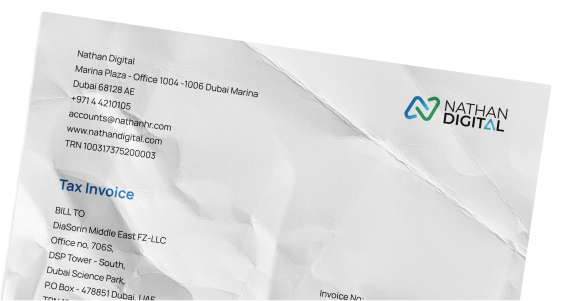 Nathan Digital
Marina Plaza - Office 1004 -1006 Dubai Marina
Dubai 68128 AE
+971 4 4210105
accounts@nathanhr.com
www.nathandigital.com
TRN 100317375200003
NATHAN
DIGITAL
Tax Invoice
BILL TO
DiaSorin Middle East FZ-LLC
Office no, 706S,
DSP Tower - South,
Dubai Science Park,
P.O Box - 478851 Dubai, UAE
Invoice No: